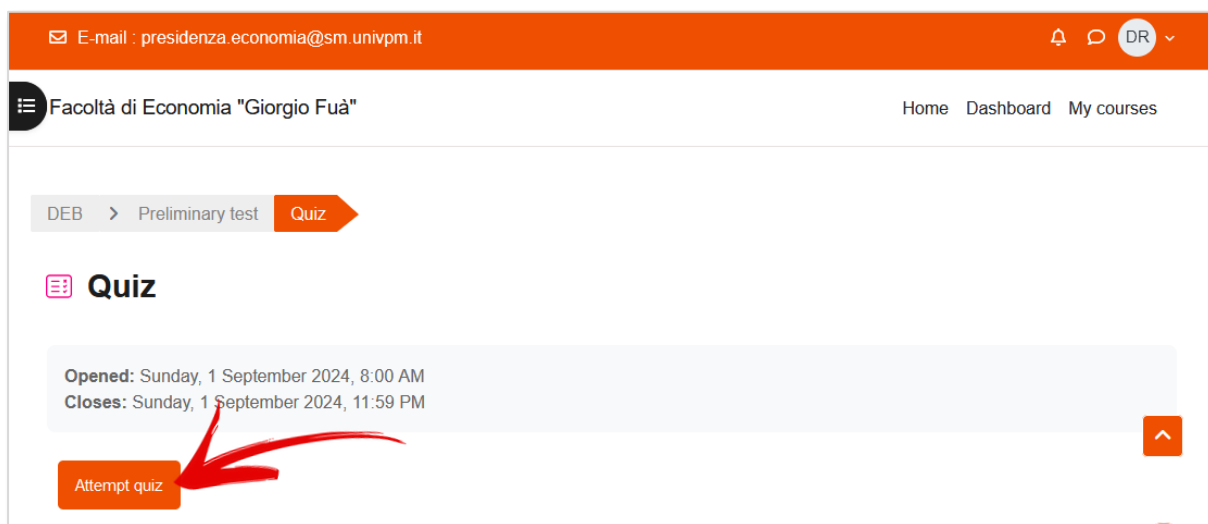 E-mail : presidenza.economia@sm.univpm.it
DR
Facoltà di Economia "Giorgio Fuà"
Home Dashboard My courses
DEB > Preliminary test Quiz
Quiz
Opened: Sunday, 1 September 2024, 8:00 AM
Closes: Sunday, 1 September 2024, 11:59 PM
Attempt quiz